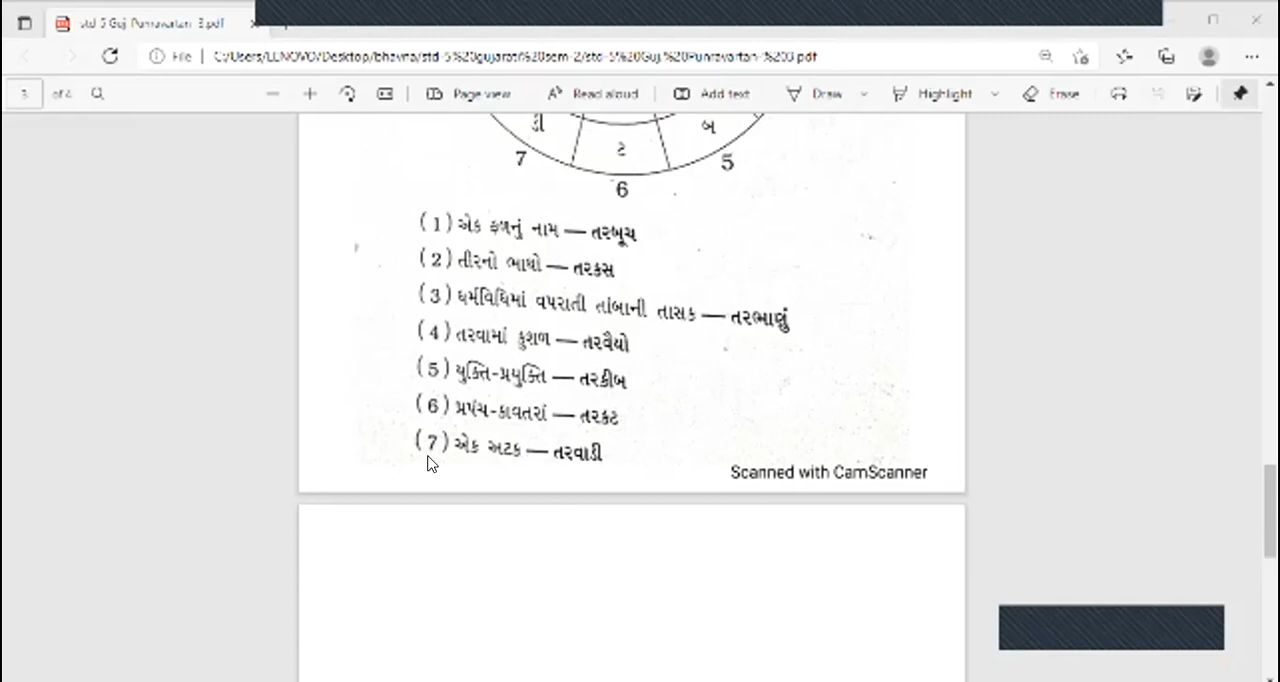 std-5 Guj Punravartan-3.pdf
File | C:/Users/LENOVO/Desktop/bhavna/std-5%20gujarati%20sem-2/std-5%20Guj.%20Punravartan-%203.pdf
3 of 4 Page view Read aloud Add text Draw Highlight Erase
ડી બ
ટ
7 5
6
(1) એક ફળનું નામ — તરબૂચ
(2) તીરનો ભાથો — તરકસ
(3) ધર્મવિધિમાં વપરાતી તાંબાની તાસક — તરભાણું
(4) તરવામાં કુશળ — તરવૈયો
(5) યુક્તિ-પ્રયુક્તિ — તરકીબ
(6) પ્રપંચ-કાવતરાં — તરકટ
(7) એક અટક — તરવાડી
Scanned with CamScanner